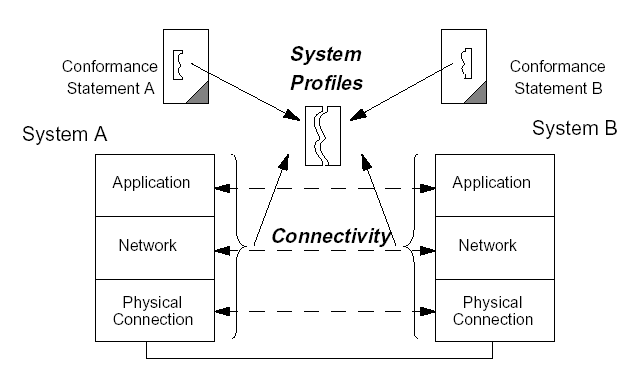 System
Profiles
Conformance
Statement A
Conformance
Statement B
System A
System B
Application
Application
Connectivity
Network
Network
Physical
Connection
Physical
Connection